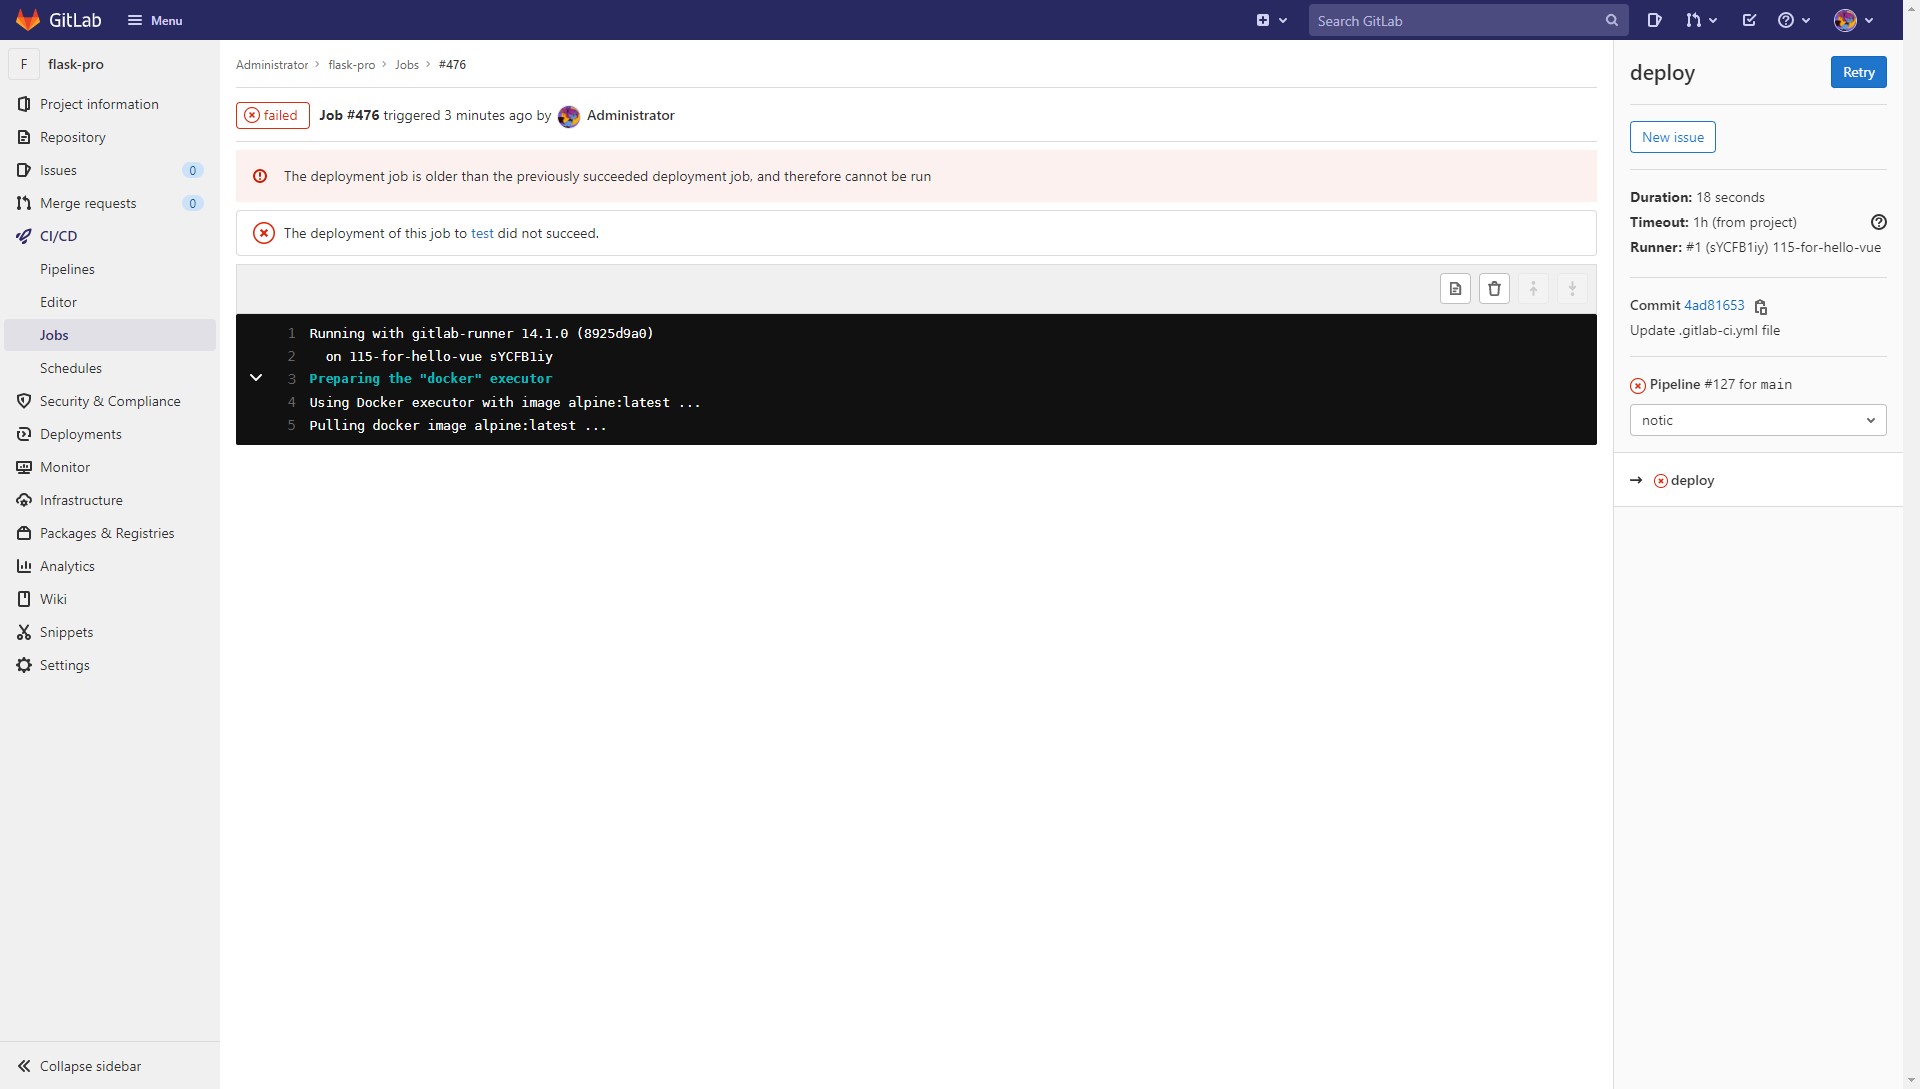 GitLab
Menu
Search GitLab
F
flask-pro
Project information
Repository
Issues
0
Merge requests
0
CI/CD
Pipelines
Editor
Jobs
Schedules
Security & Compliance
Deployments
Monitor
Infrastructure
Packages & Registries
Analytics
Wiki
Snippets
Settings
Collapse sidebar
Administrator > flask-pro > Jobs > #476
failed Job #476 triggered 3 minutes ago by Administrator
The deployment job is older than the previously succeeded deployment job, and therefore cannot be run
The deployment of this job to test did not succeed.
1 Running with gitlab-runner 14.1.0 (8925d9a0)
2 on 115-for-hello-vue sYCFB1iy
3 Preparing the "docker" executor
4 Using Docker executor with image alpine:latest ...
5 Pulling docker image alpine:latest ...
deploy
Retry
New issue
Duration: 18 seconds
Timeout: 1h (from project)
Runner: #1 (sYCFB1iy) 115-for-hello-vue
Commit 4ad81653
Update .gitlab-ci.yml file
Pipeline #127 for main
notic
→ deploy